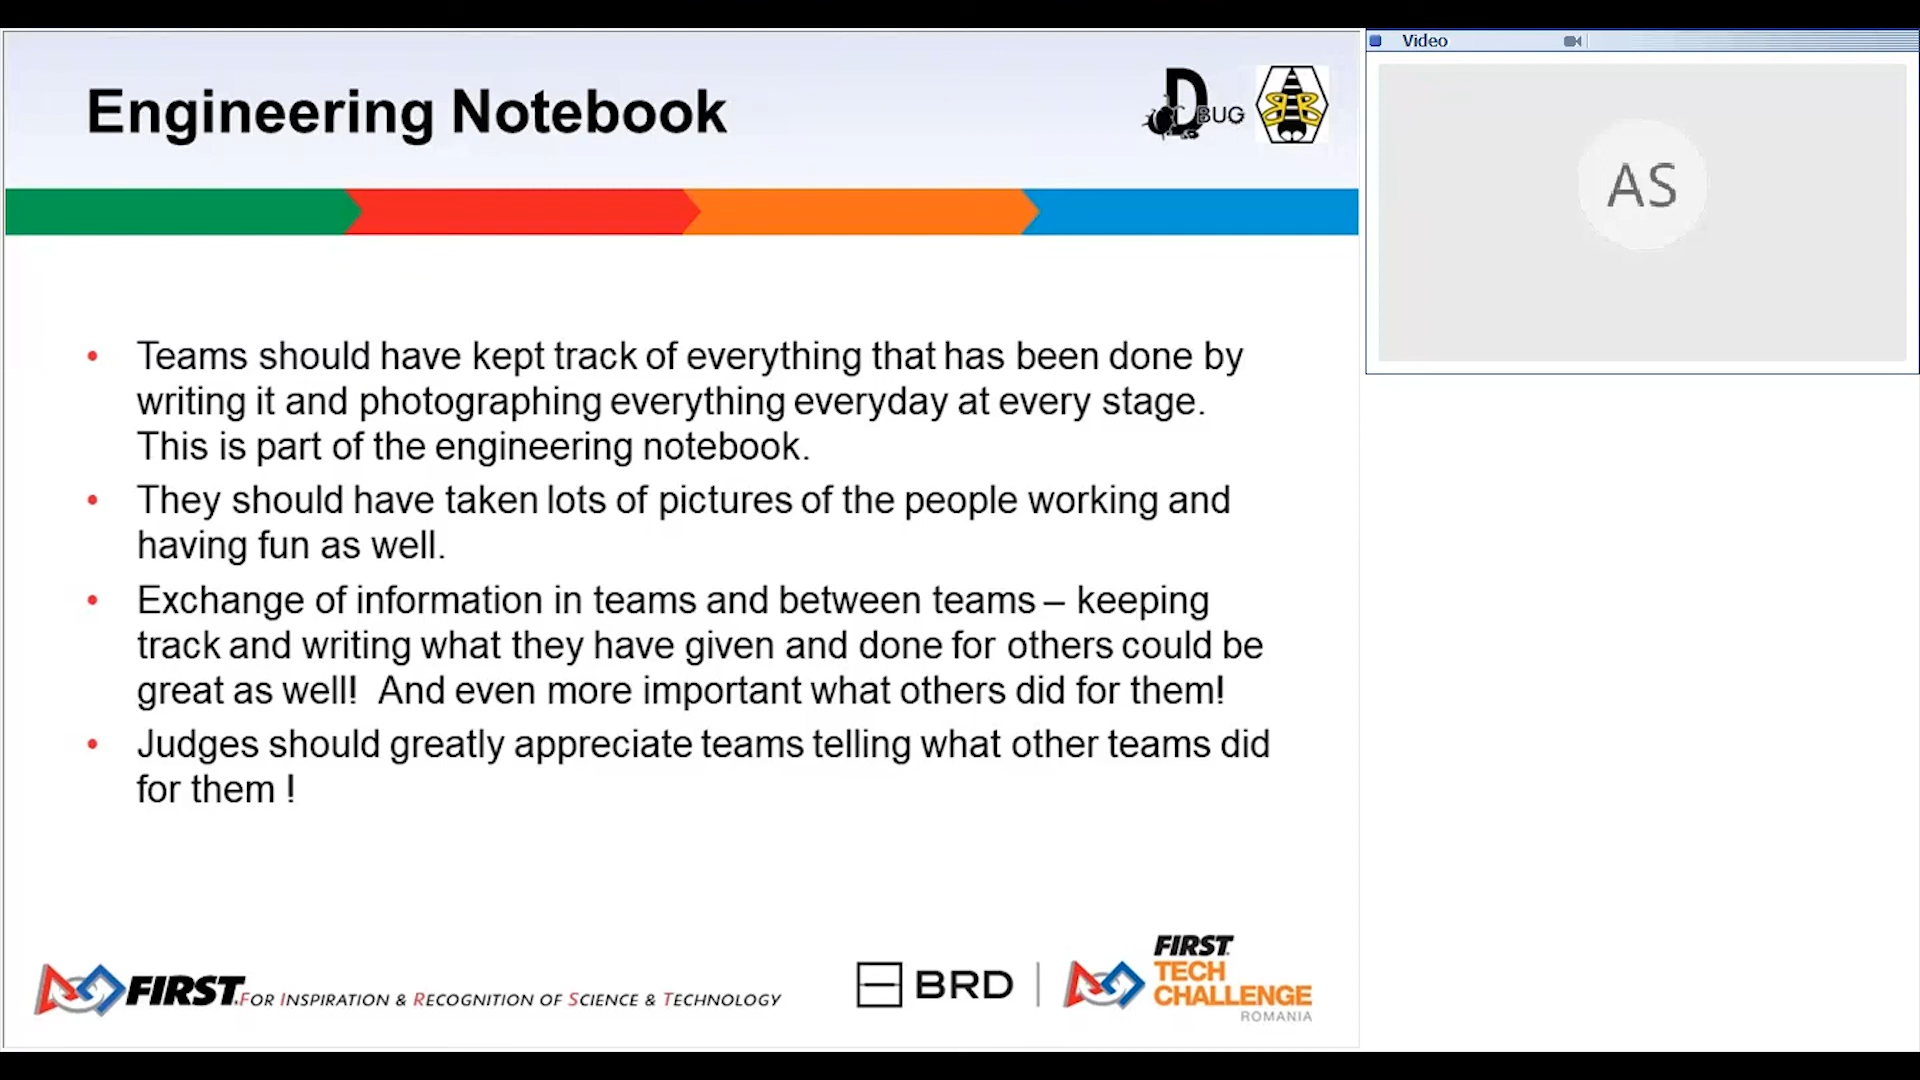 Engineering Notebook
D BUG
Video
AS
• Teams should have kept track of everything that has been done by
writing it and photographing everything everyday at every stage.
This is part of the engineering notebook.
• They should have taken lots of pictures of the people working and
having fun as well.
• Exchange of information in teams and between teams – keeping
track and writing what they have given and done for others could be
great as well!  And even more important what others did for them!
• Judges should greatly appreciate teams telling what other teams did
for them !
FIRST. FOR INSPIRATION & RECOGNITION OF SCIENCE & TECHNOLOGY
BRD
FIRST.
TECH
CHALLENGE
ROMANIA